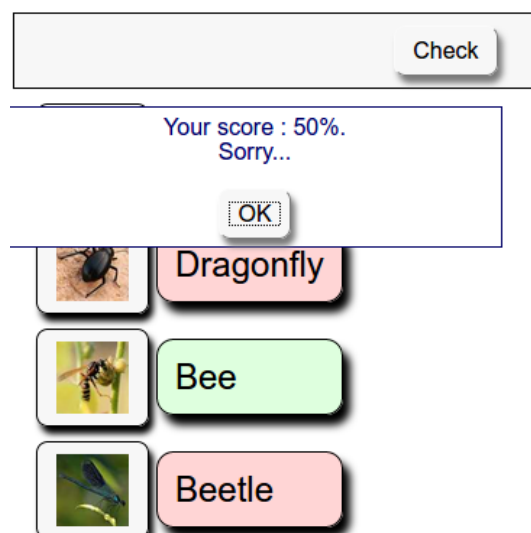 Check
Your score : 50%.
Sorry...
OK
Dragonfly
Bee
Beetle